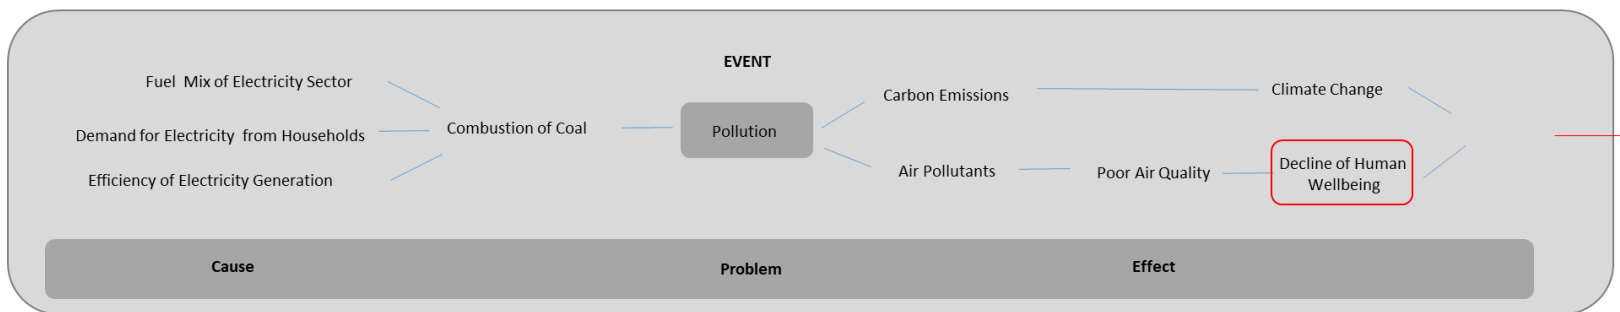 EVENT
Fuel Mix of Electricity Sector
Demand for Electricity from Households
Efficiency of Electricity Generation
Combustion of Coal
Pollution
Carbon Emissions
Climate Change
Air Pollutants
Poor Air Quality
Decline of Human
Wellbeing
Cause
Problem
Effect